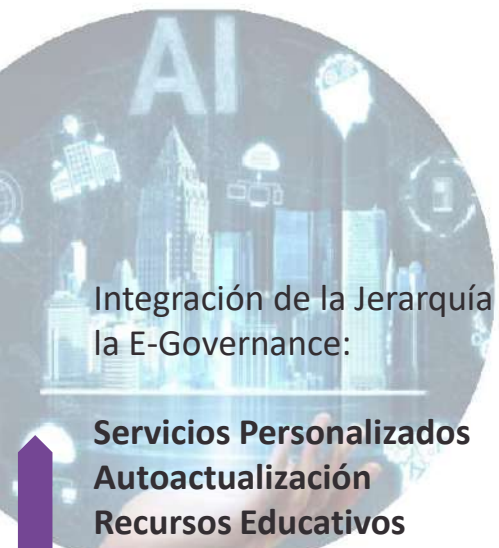 AI
Integración de la Jerarquía
la E-Governance:
Servicios Personalizados
Autoactualización
Recursos Educativos